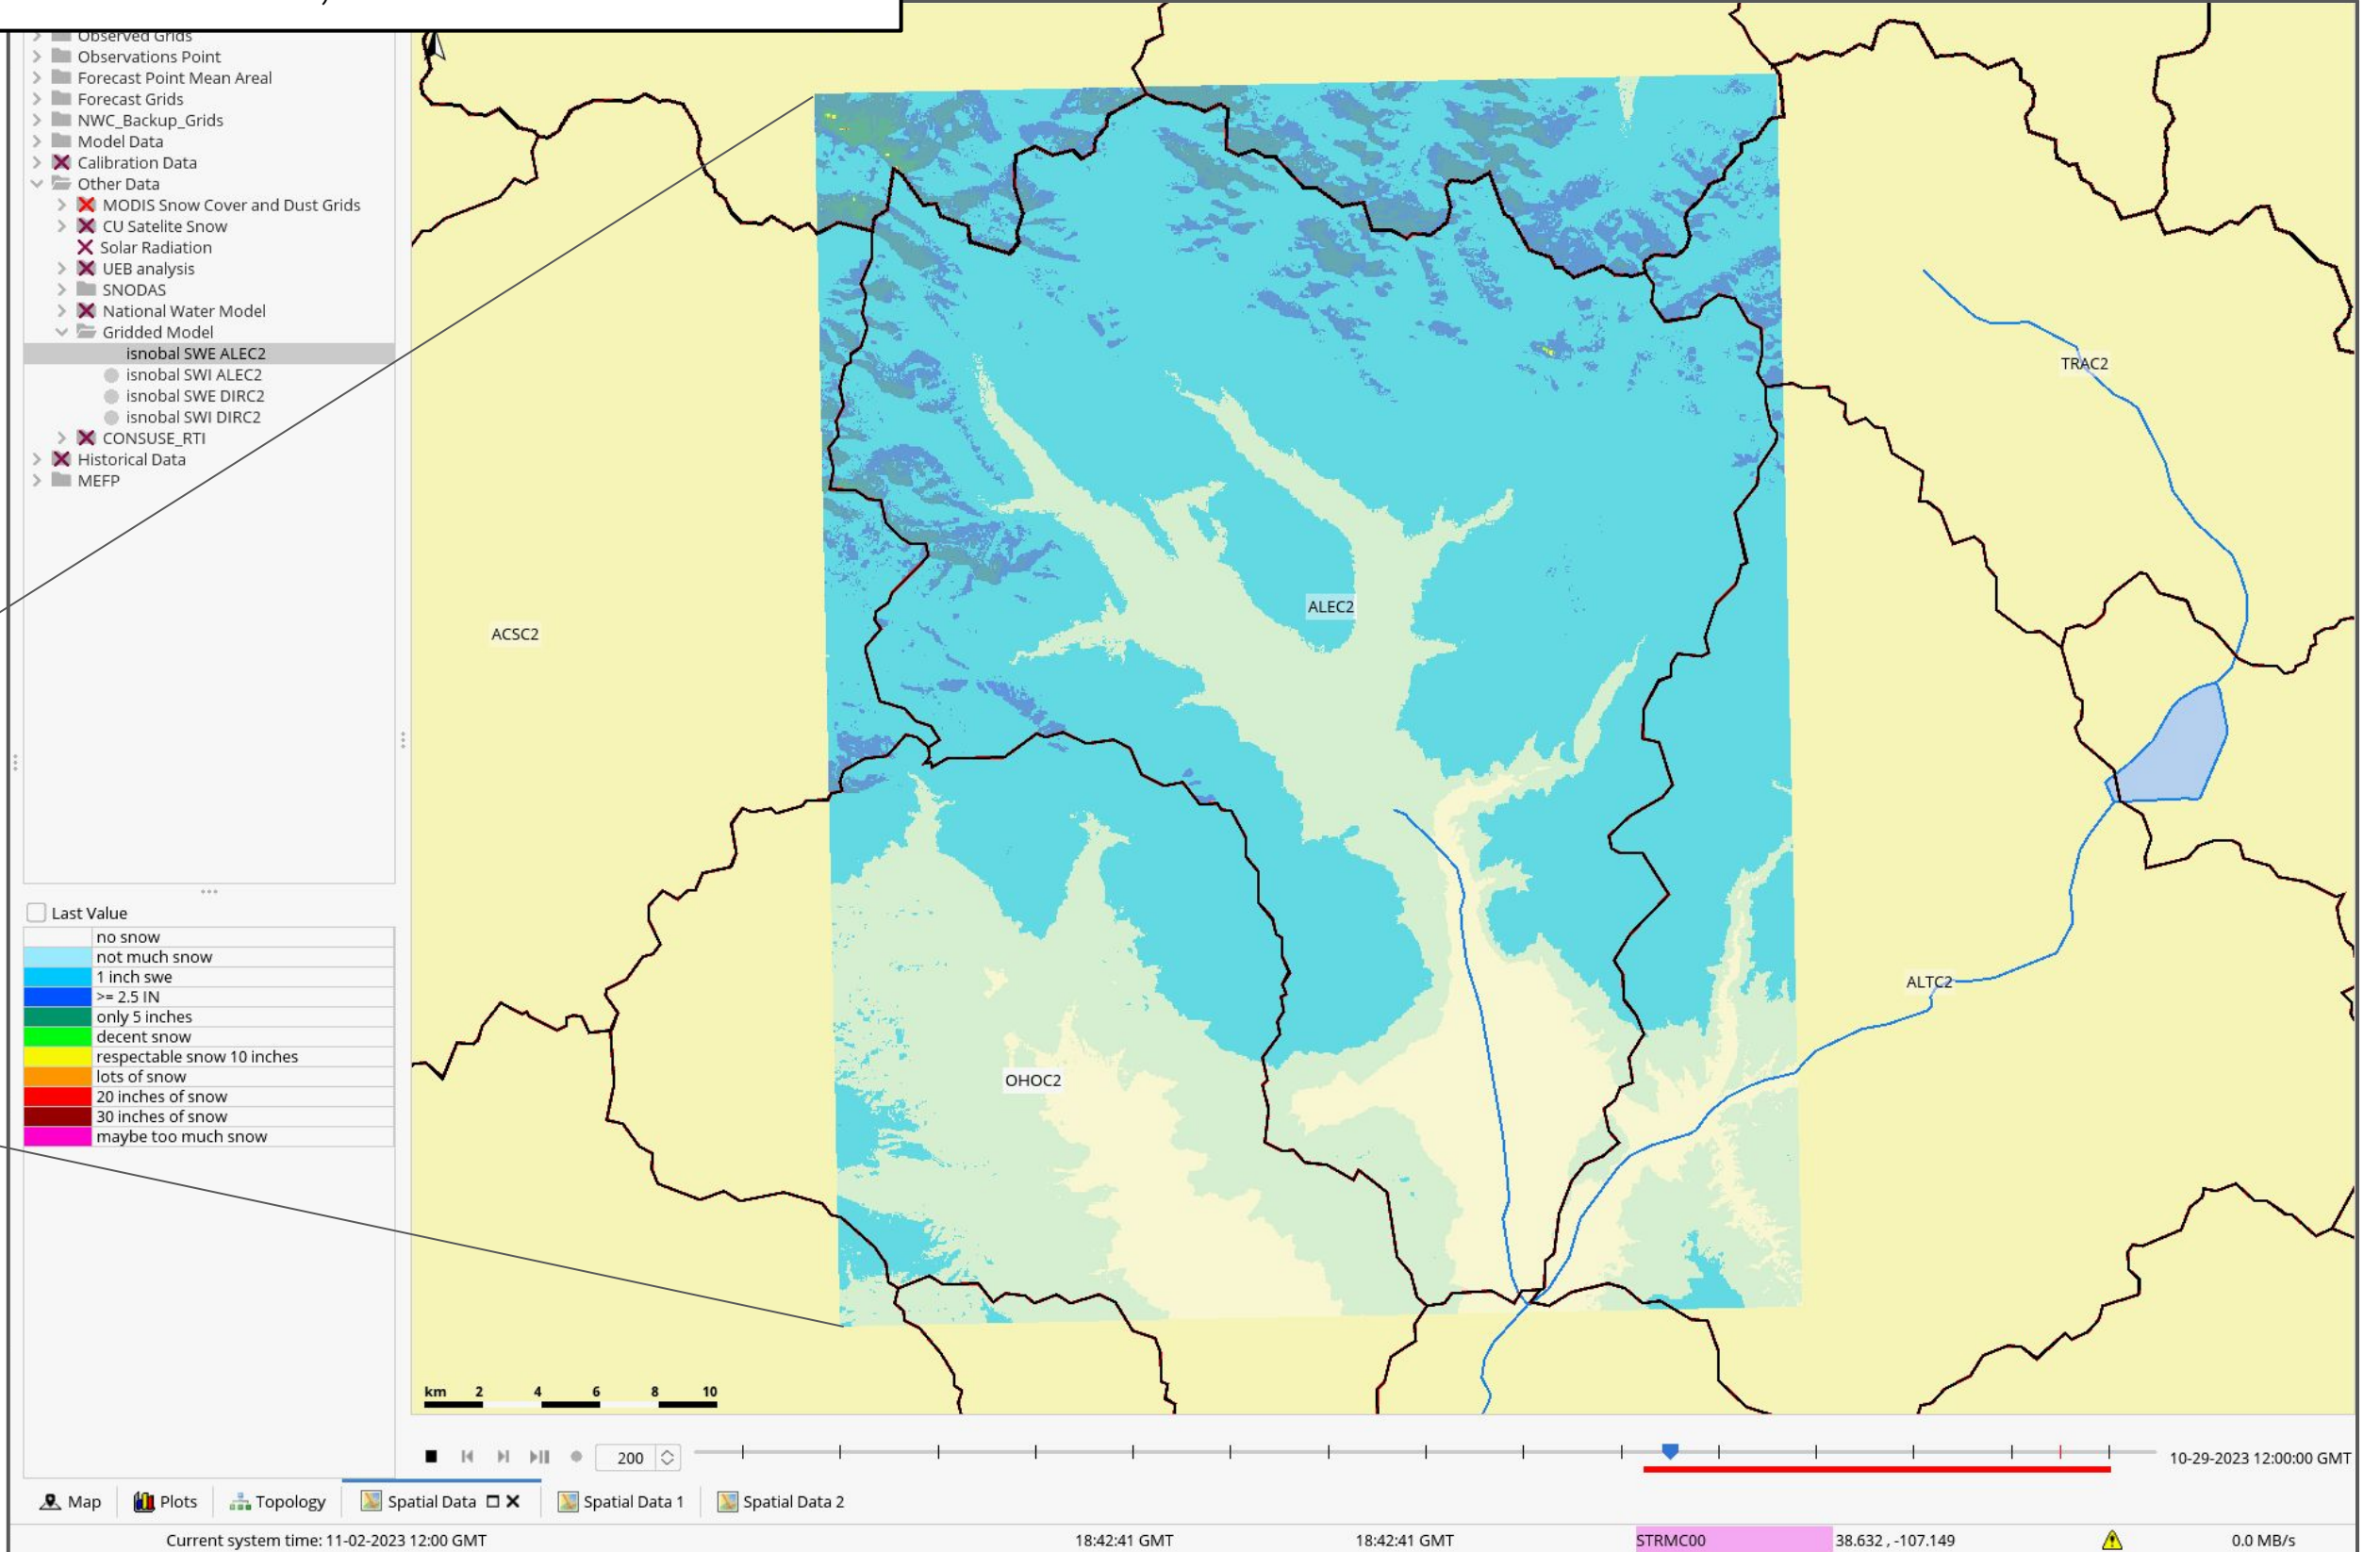 Observed Grids
Observations Point
Forecast Point Mean Areal
Forecast Grids
NWC_Backup_Grids
Model Data
Calibration Data
Other Data
MODIS Snow Cover and Dust Grids
CU Satelite Snow
Solar Radiation
UEB analysis
SNODAS
National Water Model
Gridded Model
isnobal SWE ALEC2
isnobal SWI ALEC2
isnobal SWE DIRC2
isnobal SWI DIRC2
CONSUSE_RTI
Historical Data
MEFP
Last Value
no snow
not much snow
1 inch swe
>= 2.5 IN
only 5 inches
decent snow
respectable snow 10 inches
lots of snow
20 inches of snow
30 inches of snow
maybe too much snow
TRAC2
ALEC2
ACSC2
ALTC2
OHOC2
km 2 4 6 8 10
200
10-29-2023 12:00:00 GMT
Map Plots Topology Spatial Data Spatial Data 1 Spatial Data 2
Current system time: 11-02-2023 12:00 GMT 18:42:41 GMT 18:42:41 GMT STRMC00 38.632 , -107.149 0.0 MB/s